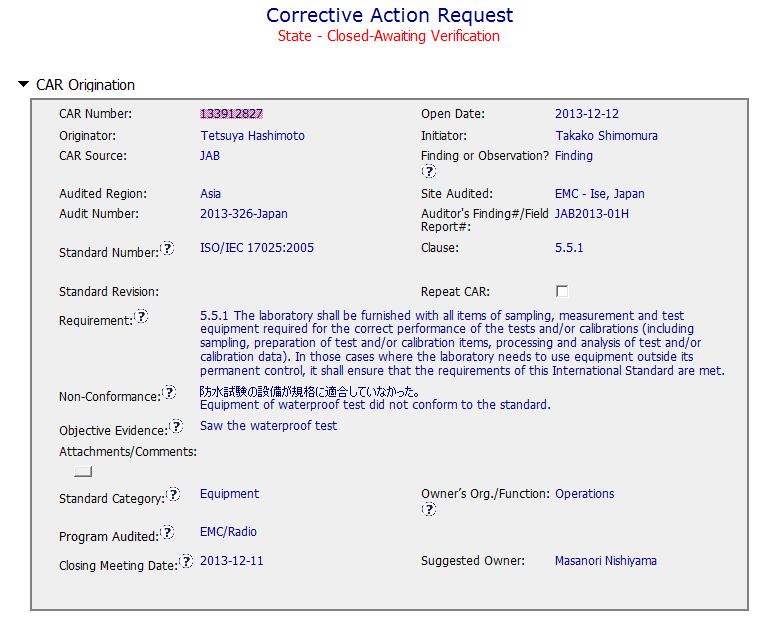 Corrective Action Request
State - Closed-Awaiting Verification
CAR Origination
CAR Number: 133912827 Open Date: 2013-12-12
Originator: Tetsuya Hashimoto Initiator: Takako Shimomura
CAR Source: JAB Finding or Observation? Finding
?
Audited Region: Asia Site Audited: EMC - Ise, Japan
Audit Number: 2013-326-Japan Auditor's Finding#/Field JAB2013-01H
Report#:
Standard Number: ? ISO/IEC 17025:2005 Clause: 5.5.1
Standard Revision: Repeat CAR:
Requirement: ? 5.5.1 The laboratory shall be furnished with all items of sampling, measurement and test
equipment required for the correct performance of the tests and/or calibrations (including
sampling, preparation of test and/or calibration items, processing and analysis of test and/or
calibration data). In those cases where the laboratory needs to use equipment outside its
permanent control, it shall ensure that the requirements of this International Standard are met.
Non-Conformance: ? 防水試験の設備が規格に適合していなかった。
Equipment of waterproof test did not conform to the standard.
Objective Evidence: ? Saw the waterproof test
Attachments/Comments:
Standard Category: ? Equipment Owner's Org./Function: Operations
?
Program Audited: ? EMC/Radio
Closing Meeting Date: ? 2013-12-11 Suggested Owner: Masanori Nishiyama